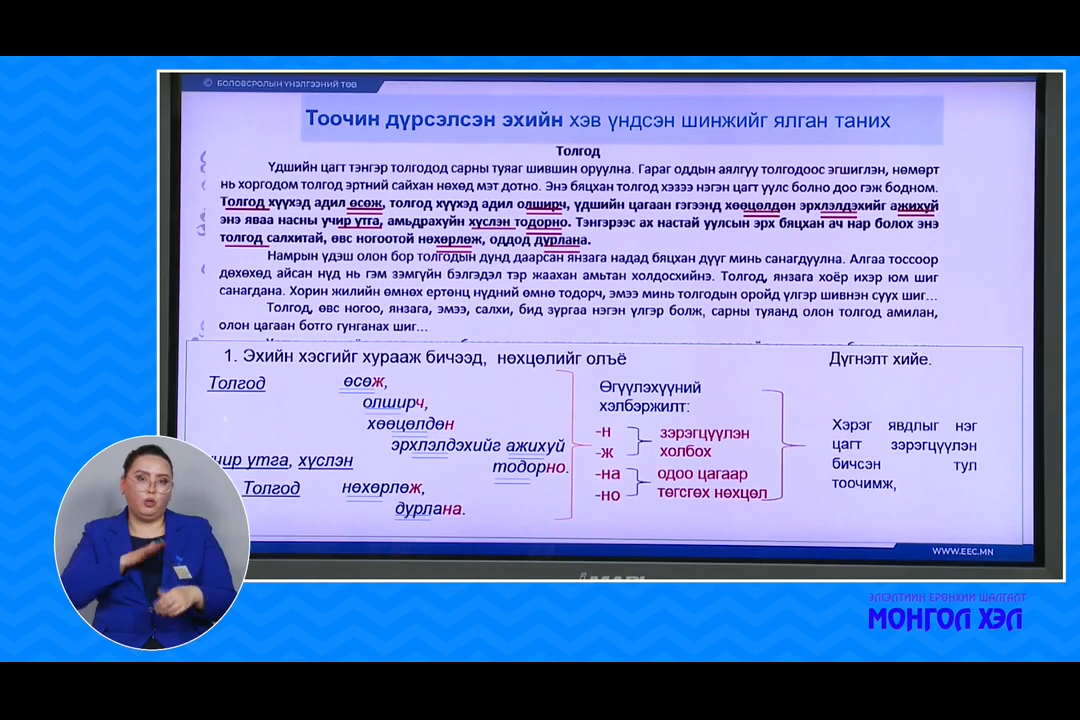 © БОЛОВСРОЛЫН ҮНЭЛГЭЭНИЙ ТӨВ
Тоочин дүрсэлсэн эхийн хэв үндсэн шинжийг ялган таних
Толгод
Үдшийн цагт тэнгэр толгодод сарны туяаг шившин оруулна. Гараг оддын аялгуу толгодоос эгшиглэн, нөмөрт
нь хоргодом толгод эртний сайхан нөхөд мэт дотно. Энэ бяцхан толгод хэзээ нэгэн цагт уулс болно доо гэж бодном.
Толгод хүүхэд адил өсөж, толгод хүүхэд адил олширч, үдшийн цагаан гэгээнд хөөцөлдөн эрхлэлдэхийг ажихуй
энэ яваа насны учир утга, амьдрахуйн хүслэн тодорно. Тэнгэрээс ах настай уулсын эрх бяцхан ач нар болох энэ
толгод салхитай, өвс ногоотой нөхөрлөж, оддод дурлана.
Намрын үдэш олон бор толгодын дунд даарсан янзага надад бяцхан дүүг минь санагдуулна. Алгаа тоссоор
дөхөхөд айсан нүд нь гэм зэмгүйн бэлгэдэл тэр жаахан амьтан холдосхийнэ. Толгод, янзага хоёр ихэр юм шиг
санагдана. Хорин жилийн өмнөх ертөнц нүдний өмнө тодорч, эмээ минь толгодын оройд үлгэр шивнэн суух шиг...
Толгод, өвс ногоо, янзага, эмээ, салхи, бид зургаа нэгэн үлгэр болж, сарны туяанд олон толгод амилан,
олон цагаан ботго гунганах шиг...
1. Эхийн хэсгийг хурааж бичээд, нөхцөлийг олъё
Дүгнэлт хийе.
Толгод өсөж,
олширч,
хөөцөлдөн
эрхлэлдэхийг ажихуй
учир утга, хүслэн тодорно.
Толгод нөхөрлөж,
дурлана.
Өгүүлэхүүний
хэлбэржилт:
-н
-ж
зэрэгцүүлэн
холбох
-на
-но
одоо цагаар
төгсгөх нөхцөл
Хэрэг явдлыг нэг
цагт зэрэгцүүлэн
бичсэн тул
тоочимж,
WWW.EEC.MN
ЭЛСЭЛТИЙН ЕРӨНХИЙ ШАЛГАЛТ
МОНГОЛ ХЭЛ